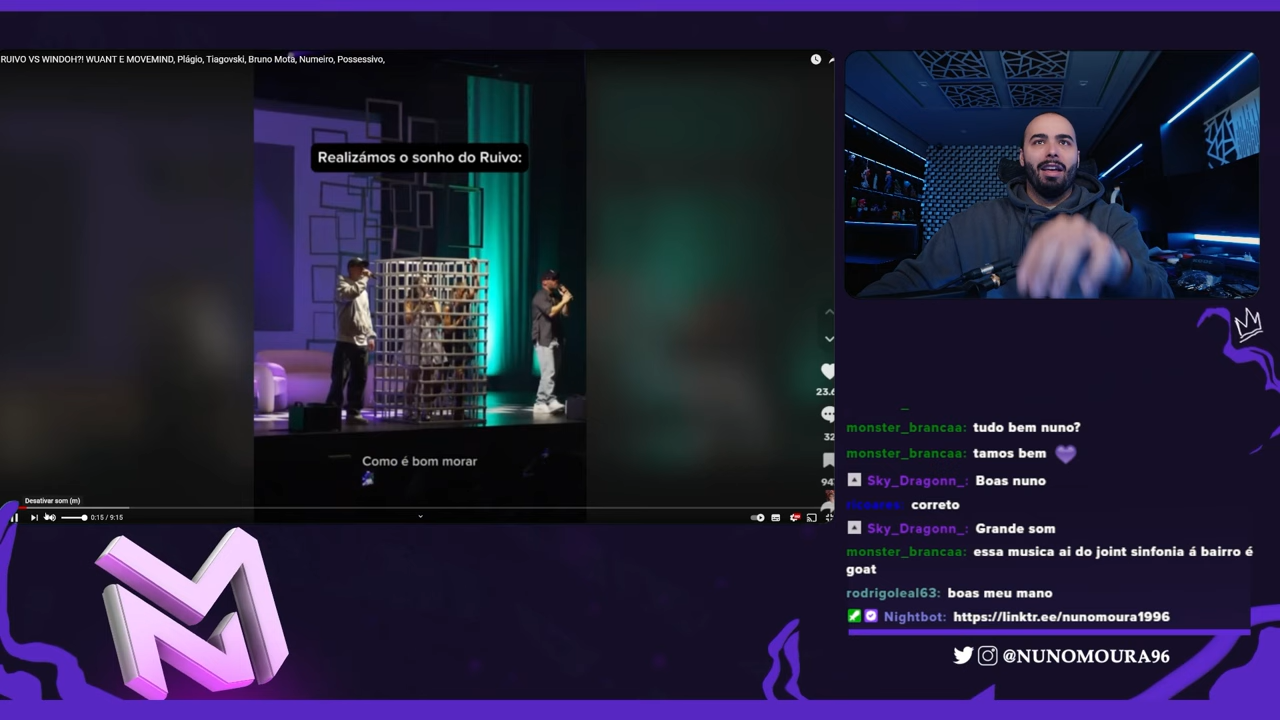 RUIVO VS WINDOH?! WUANT E MOVEMIND, Plágio, Tiagovski, Bruno Mota, Numeiro, Possessivo,
Realizámos o sonho do Ruivo:
Como é bom morar
23.6
32
94
Desativar som (m)
0:15 / 9:15
monster_brancaa: tudo bem nuno?
monster_brancaa: tamos bem
Sky_Dragonn_: Boas nuno
correto
Sky_Dragonn_: Grande som
monster_brancaa: essa musica ai do joint sinfonia á bairro é
goat
rodrigoleal63: boas meu mano
Nightbot: https://linktr.ee/nunomoura1996
@NUNOMOURA96